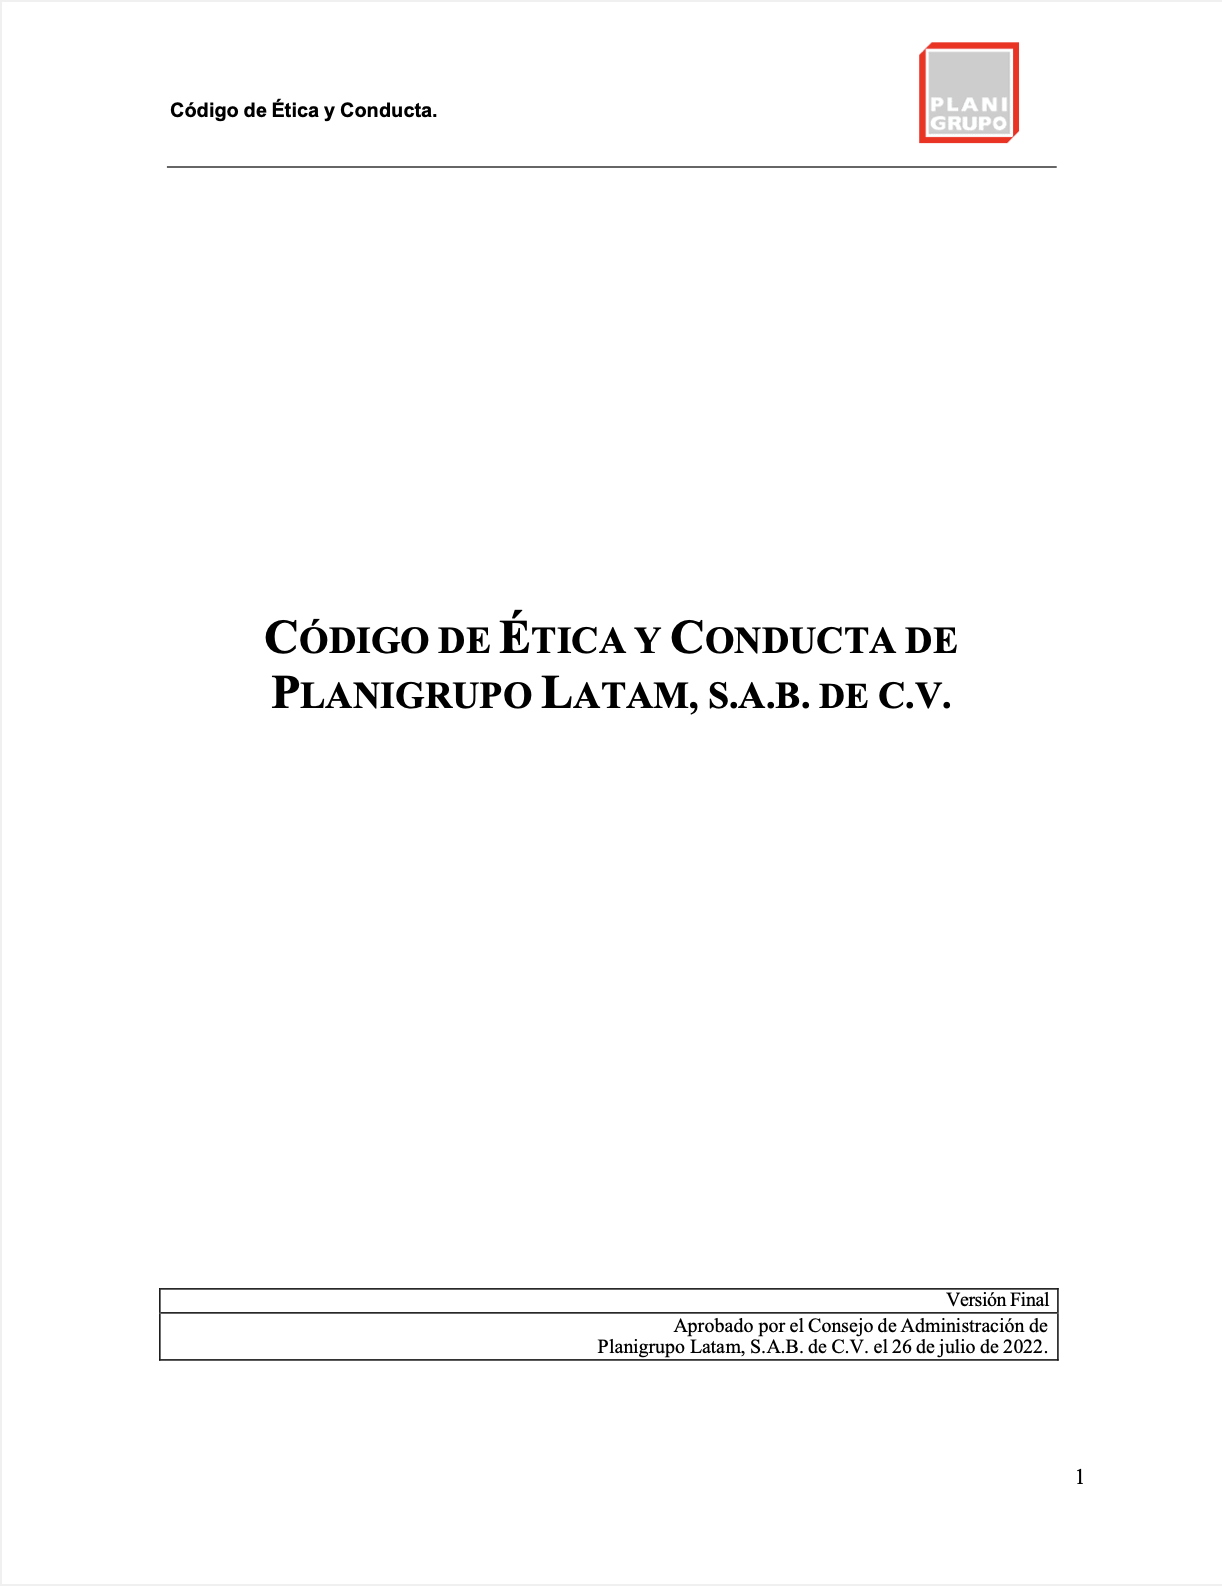 Código de Ética y Conducta.
PLANI
GRUPO
CÓDIGO DE ÉTICA Y CONDUCTA DE
PLANIGRUPO LATAM, S.A.B. DE C.V.
Versión Final
Aprobado por el Consejo de Administración de
Planigrupo Latam, S.A.B. de C.V. el 26 de julio de 2022.
1